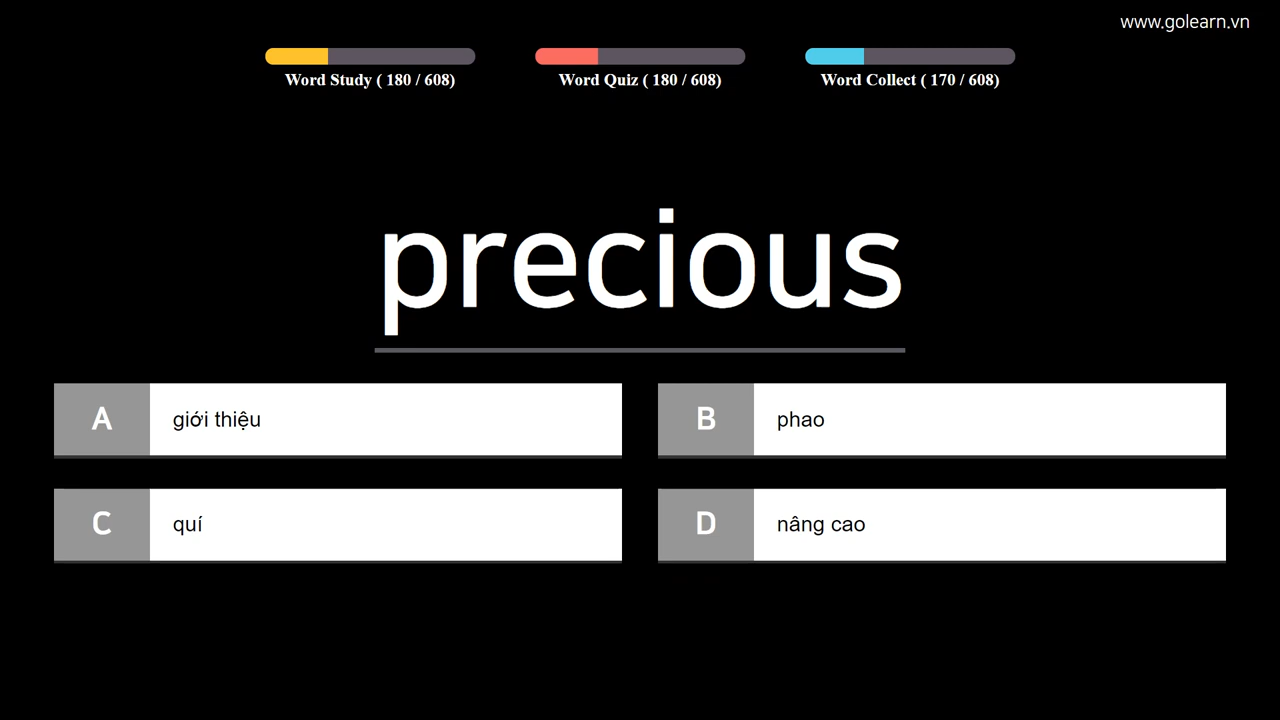 www.golearn.vn
Word Study ( 180 / 608)
Word Quiz ( 180 / 608)
Word Collect ( 170 / 608)
precious
A giới thiệu
B phao
C quí
D nâng cao